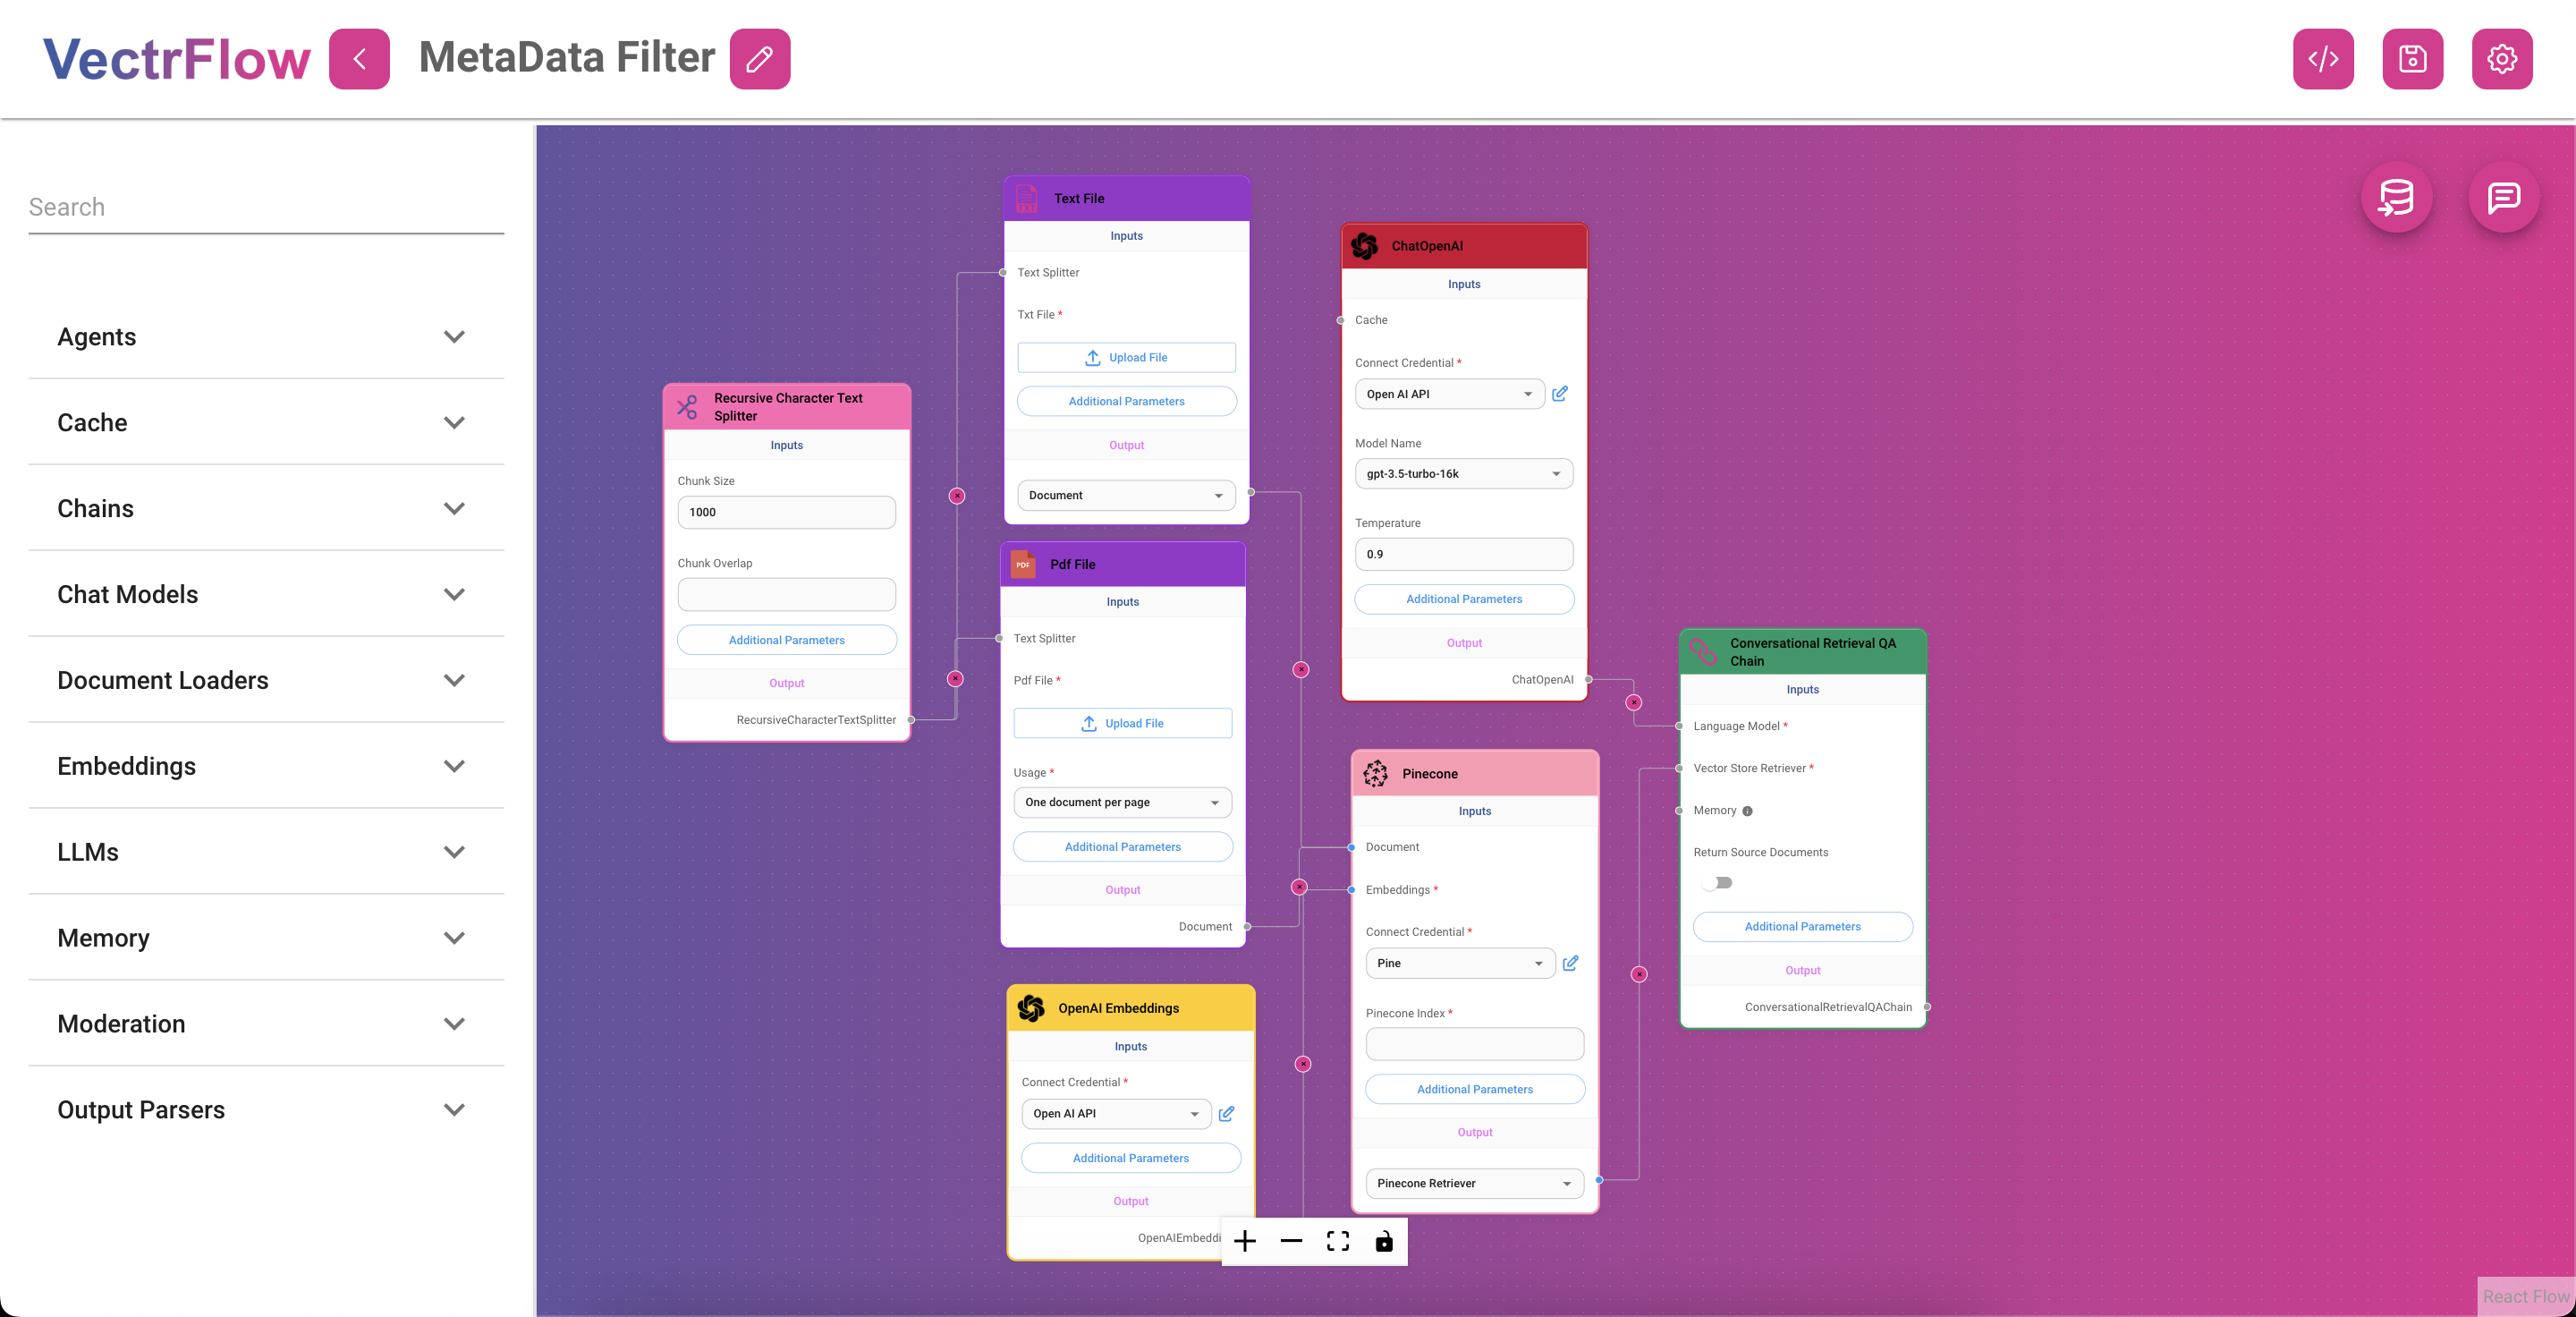 VectrFlow
MetaData Filter
Search
Agents
Cache
Chains
Chat Models
Document Loaders
Embeddings
LLMs
Memory
Moderation
Output Parsers
Recursive Character Text
Splitter
Inputs
Chunk Size
1000
Chunk Overlap
Additional Parameters
Output
RecursiveCharacterTextSplitter
Text File
Inputs
Text Splitter
Txt File *
Upload File
Additional Parameters
Output
Document
PDF
Pdf File
Inputs
Text Splitter
Pdf File *
Upload File
Usage *
One document per page
Additional Parameters
Output
Document
OpenAI Embeddings
Inputs
Connect Credential *
Open AI API
Additional Parameters
Output
OpenAIEmbeddi
ChatOpenAI
Inputs
Cache
Connect Credential *
Open AI API
Model Name
gpt-3.5-turbo-16k
Temperature
0.9
Additional Parameters
Output
ChatOpenAI
Pinecone
Inputs
Document
Embeddings *
Connect Credential *
Pine
Pinecone Index *
Additional Parameters
Output
Pinecone Retriever
Conversational Retrieval QA
Chain
Inputs
Language Model *
Vector Store Retriever *
Memory
Return Source Documents
Additional Parameters
Output
ConversationalRetrievalQAChain
React Flow